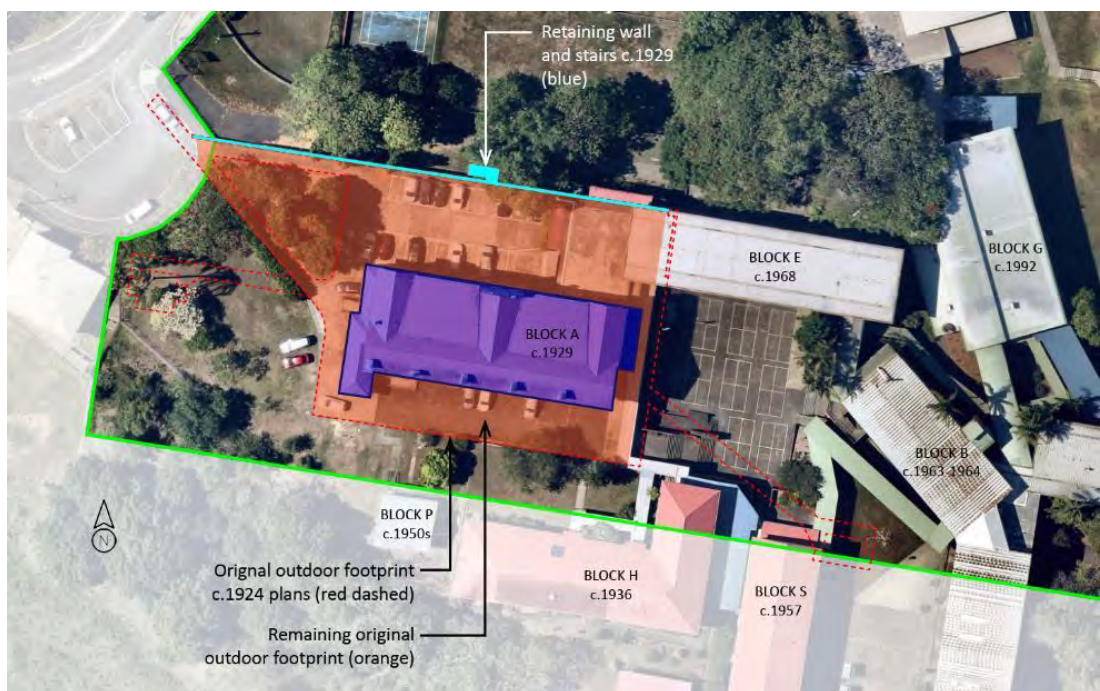 Retaining wall
and stairs c.1929
(blue)
BLOCK G
c.1992
BLOCK E
c.1968
BLOCK A
c.1929
BLOCK B
c.1963-1964
N
BLOCK P
c.1950s
Orignal outdoor footprint
c.1924 plans (red dashed)
BLOCK H
c.1936
BLOCK S
c.1957
Remaining original
outdoor footprint (orange)